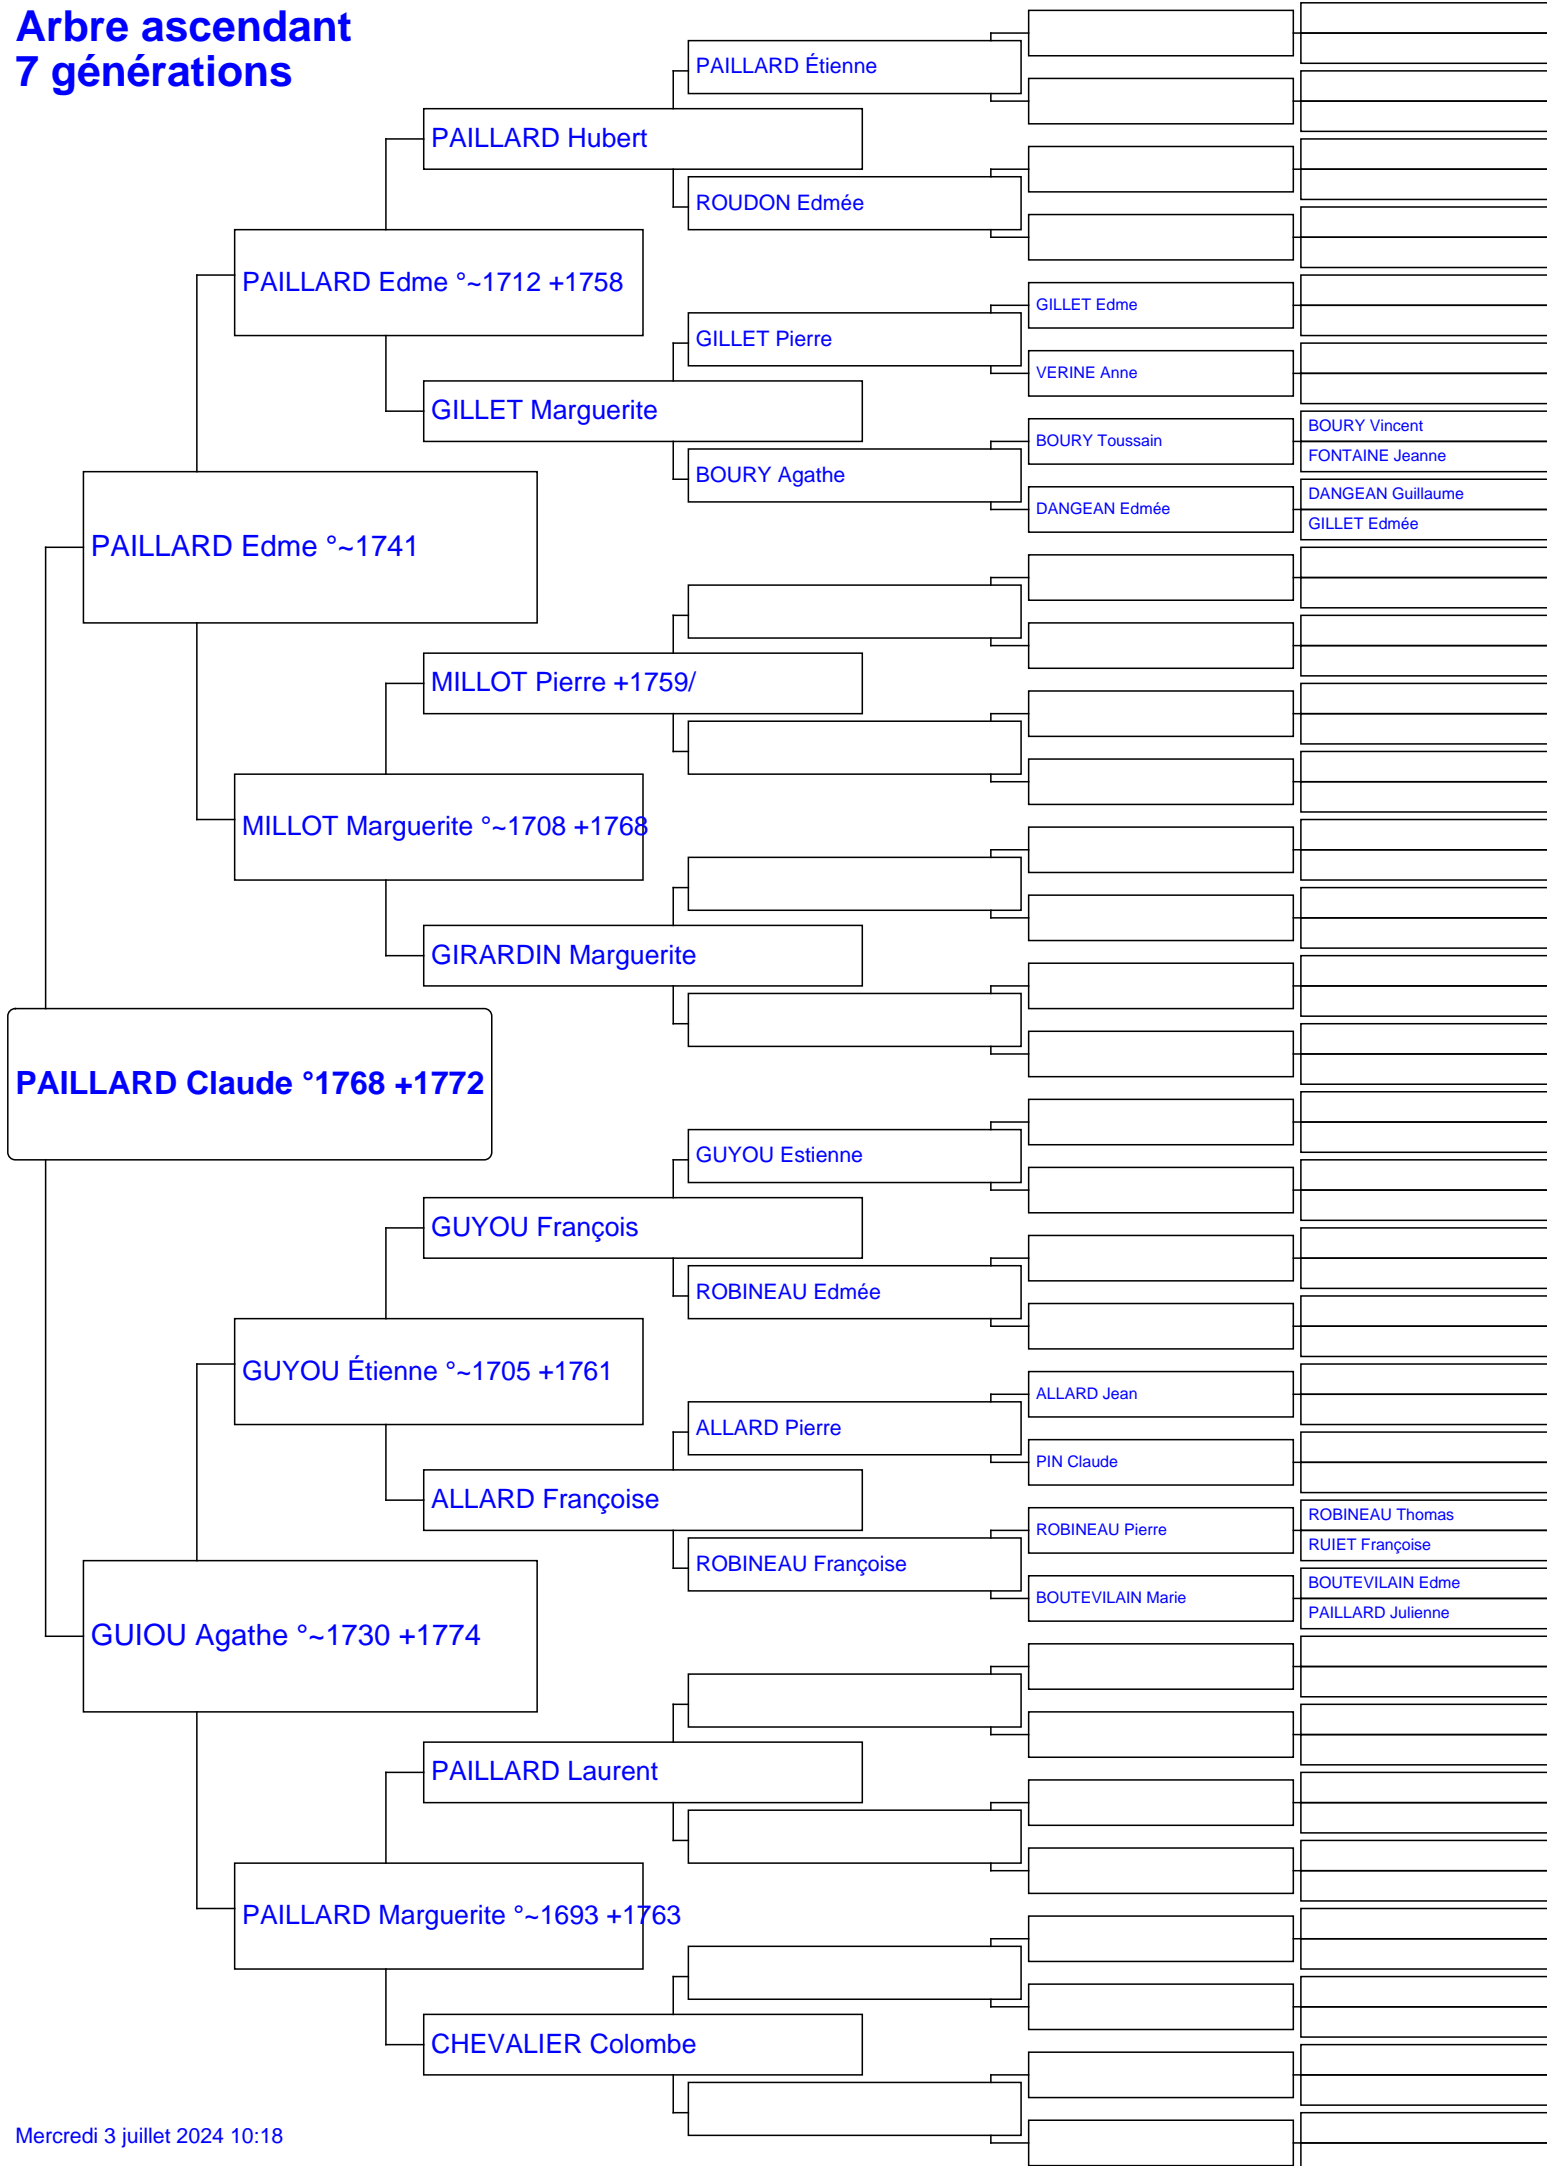 Arbre ascendant
7 générations
PAILLARD Étienne
PAILLARD Hubert
ROUDON Edmée
PAILLARD Edme °~1712 +1758
GILLET Edme
GILLET Pierre
VERINE Anne
GILLET Marguerite
BOURY Vincent
BOURY Toussain
FONTAINE Jeanne
BOURY Agathe
DANGEAN Guillaume
DANGEAN Edmée
GILLET Edmée
PAILLARD Edme °~1741
MILLOT Pierre +1759/
MILLOT Marguerite °~1708 +1768
GIRARDIN Marguerite
PAILLARD Claude °1768 +1772
GUYOU Estienne
GUYOU François
ROBINEAU Edmée
GUYOU Étienne °~1705 +1761
ALLARD Jean
ALLARD Pierre
PIN Claude
ALLARD Françoise
ROBINEAU Thomas
ROBINEAU Pierre
RUIET Françoise
ROBINEAU Françoise
BOUTEVILAIN Edme
BOUTEVILAIN Marie
PAILLARD Julienne
GUIOU Agathe °~1730 +1774
PAILLARD Laurent
PAILLARD Marguerite °~1693 +1763
CHEVALIER Colombe
Mercredi 3 juillet 2024 10:18